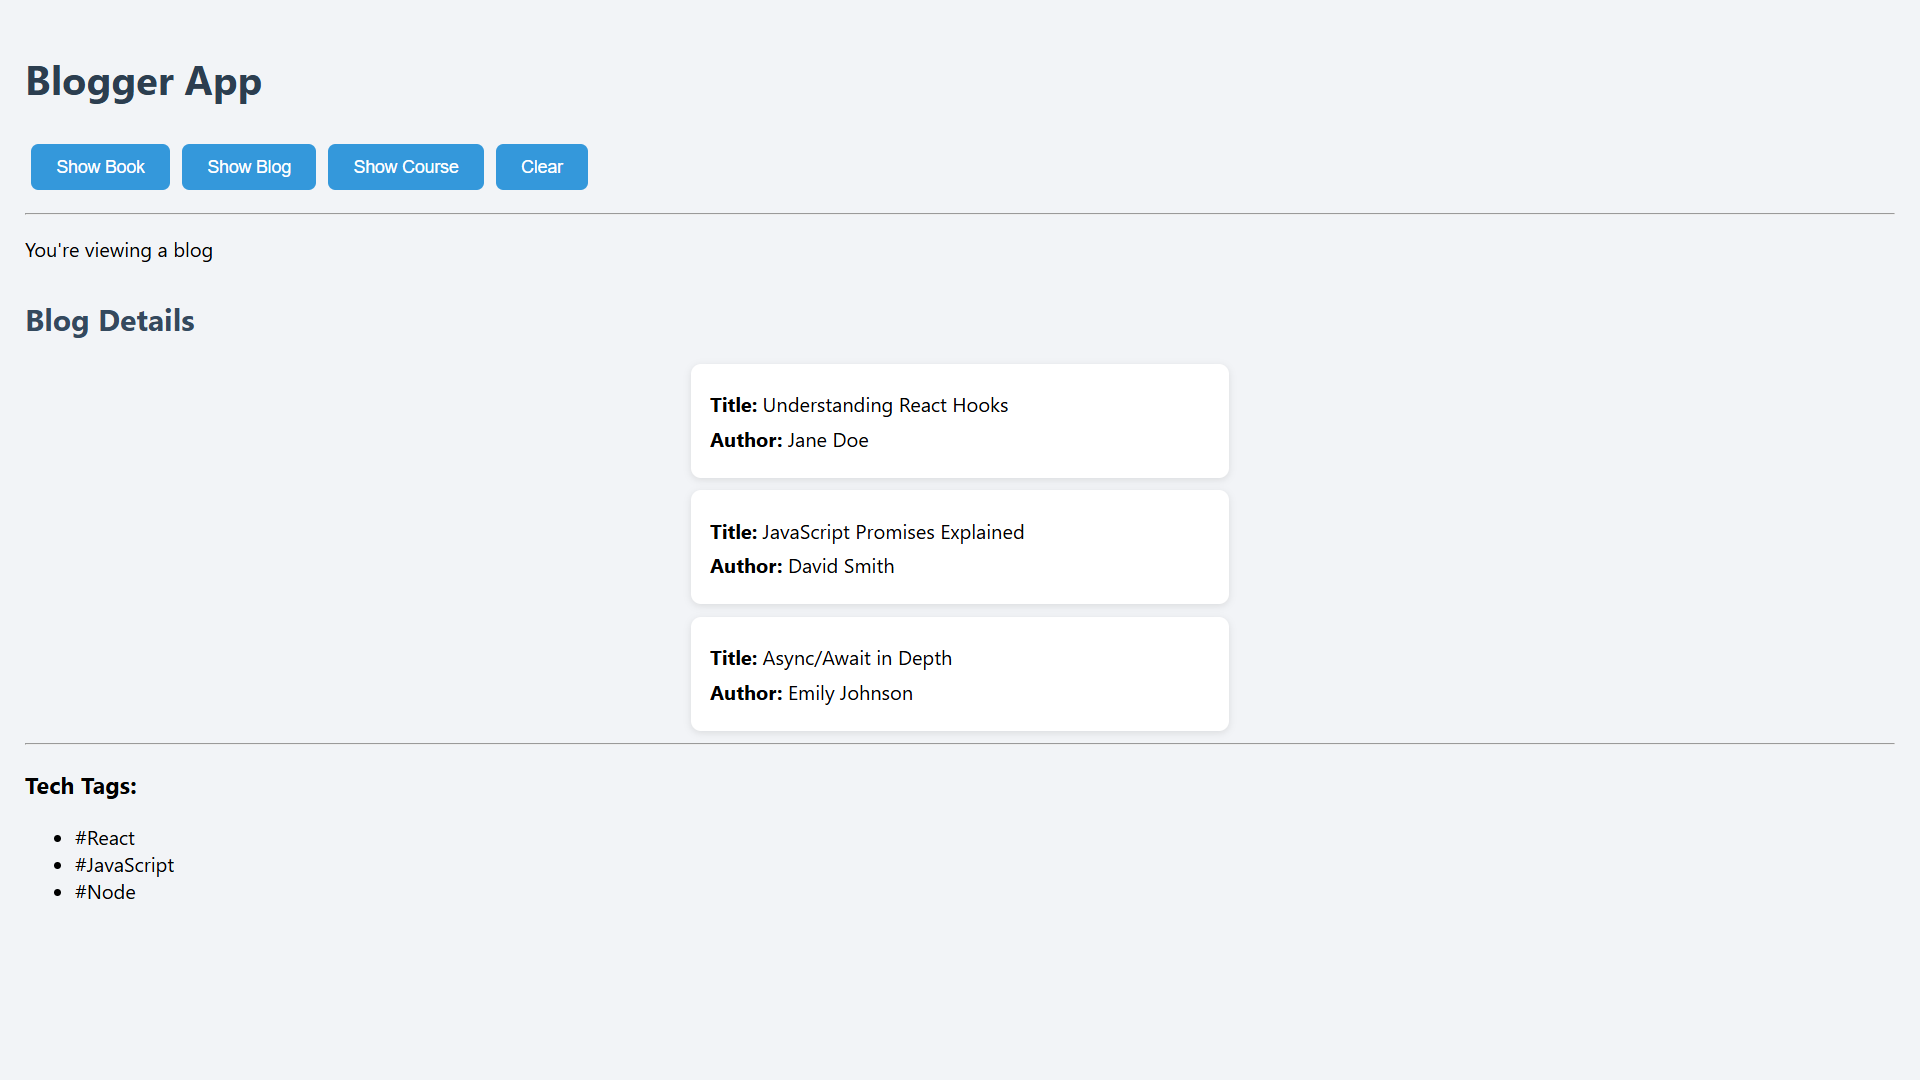 Blogger App
Show Book Show Blog Show Course Clear
You're viewing a blog
Blog Details
Title: Understanding React Hooks
Author: Jane Doe
Title: JavaScript Promises Explained
Author: David Smith
Title: Async/Await in Depth
Author: Emily Johnson
Tech Tags:
#React
#JavaScript
#Node